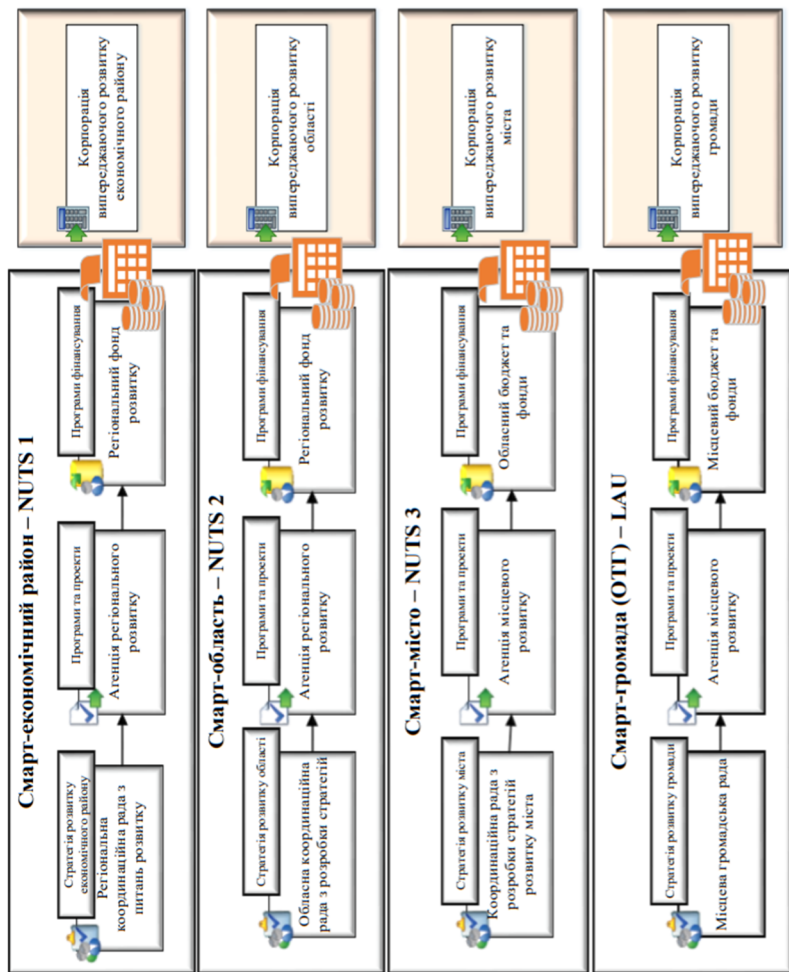 Смарт-економічний район – NUTS 1
Стратегія розвитку
економічного району
Регіональна
координаційна рада з
питань розвитку
Програми та проекти
Агенція регіонального
розвитку
Програми фінансування
Регіональний фонд
розвитку
Корпорація
випереджаючого розвитку
економічного району
Смарт-область – NUTS 2
Стратегія розвитку області
Обласна координаційна
рада з розробки стратегій
Програми та проекти
Агенція регіонального
розвитку
Програми фінансування
Регіональний фонд
розвитку
Корпорація
випереджаючого розвитку
області
Смарт-місто – NUTS 3
Стратегія розвитку міста
Координаційна рада з
розробки стратегій
розвитку міста
Програми та проекти
Агенція місцевого
розвитку
Програми фінансування
Обласний бюджет та
фонди
Корпорація
випереджаючого розвитку
міста
Смарт-громада (ОТГ) – LAU
Стратегія розвитку громади
Місцева громадська рада
Програми та проекти
Агенція місцевого
розвитку
Програми фінансування
Місцевий бюджет та
фонди
Корпорація
випереджаючого розвитку
громади